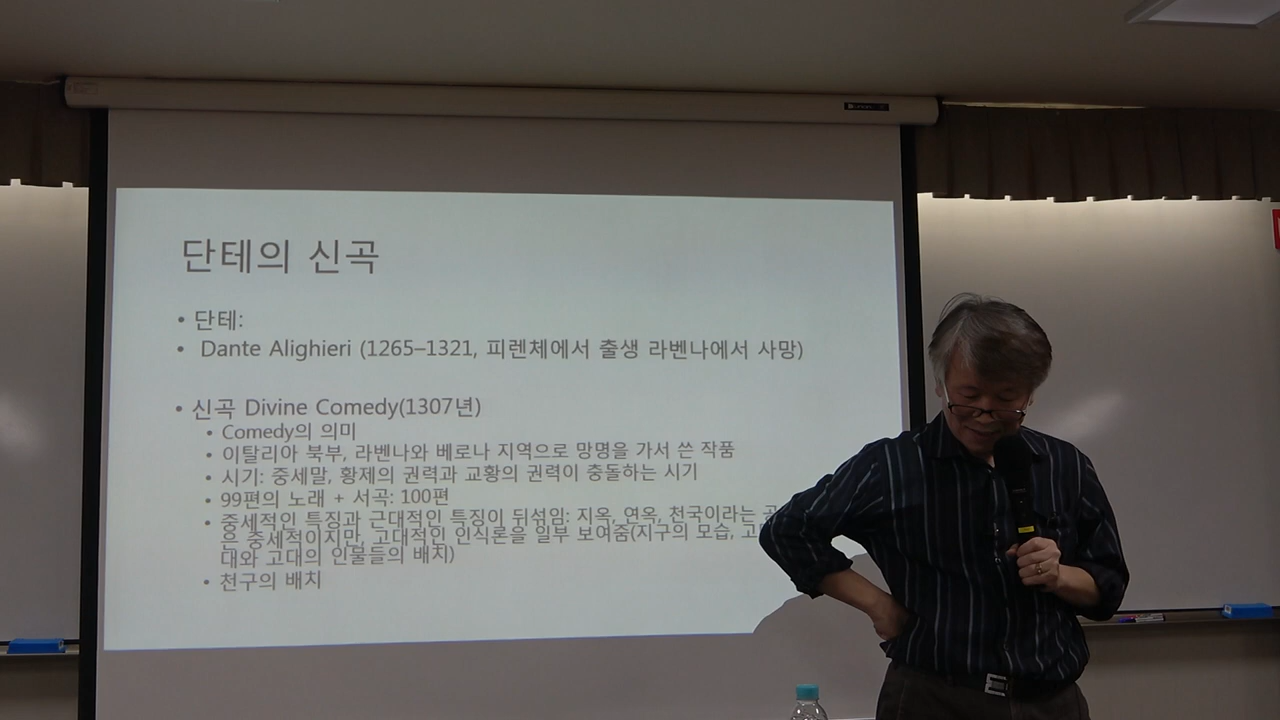 단테의 신곡
• 단테:
• Dante Alighieri (1265–1321, 피렌체에서 출생 라벤나에서 사망)
• 신곡 Divine Comedy(1307년)
• Comedy의 의미
• 이탈리아 북부, 라벤나와 베로나 지역으로 망명을 가서 쓴 작품
• 시기: 중세말, 황제의 권력과 교황의 권력이 충돌하는 시기
• 99편의 노래 + 서곡: 100편
• 중세적인 특징과 근대적인 특징이 뒤섞임: 지옥, 연옥, 천국이라는
은 중세적이지만, 고대적인 인식론을 일부 보여줌(지구의 모습,
대와 고대의 인물들의 배치)
• 천구의 배치